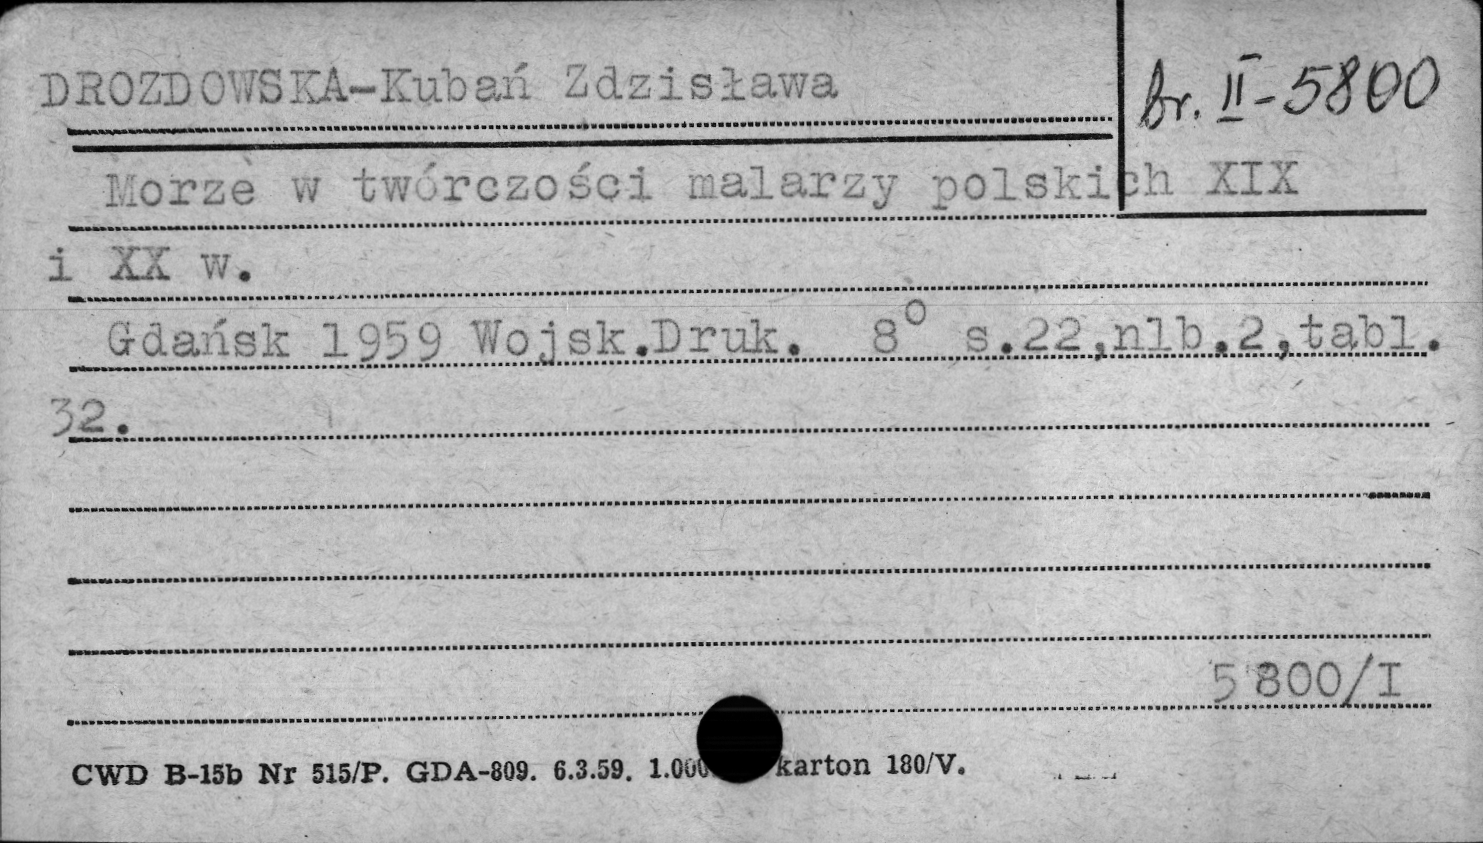 DROZDOWSKA-Kubań Zdzisława
br. II-5800
Morze w twórczości malarzy polskich XIX
i XX w.
Gdańsk 1959 Wojsk.Druk. 8° s.22,nlb.2,tabl.
32.
5800/I
CWD B-15b Nr 515/P. GDA-809. 6.3.59. karton 180/V.